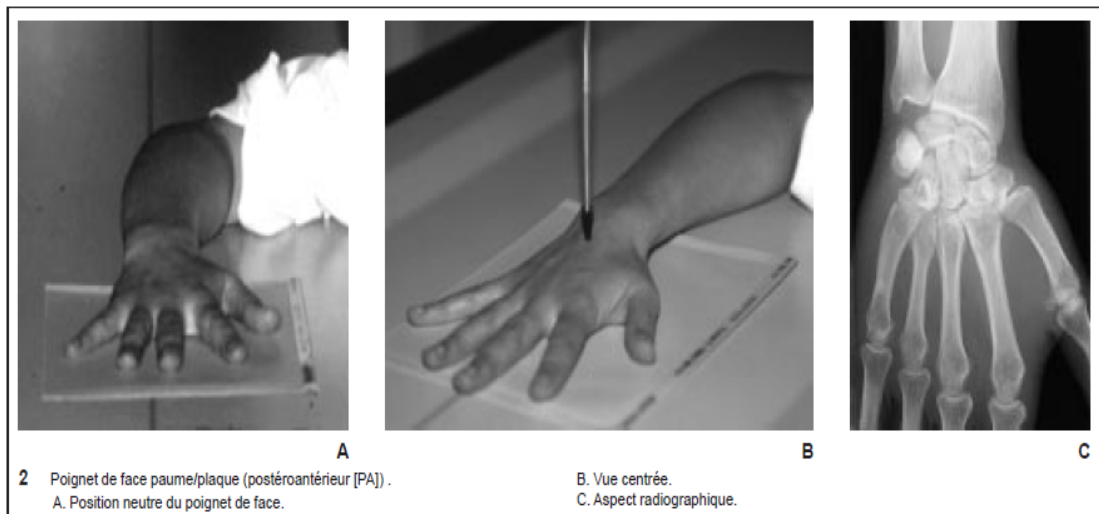 A
B
C
2 Poignet de face paume/plaque (postéroantérieur [PA]) .
A. Position neutre du poignet de face.
B. Vue centrée.
C. Aspect radiographique.